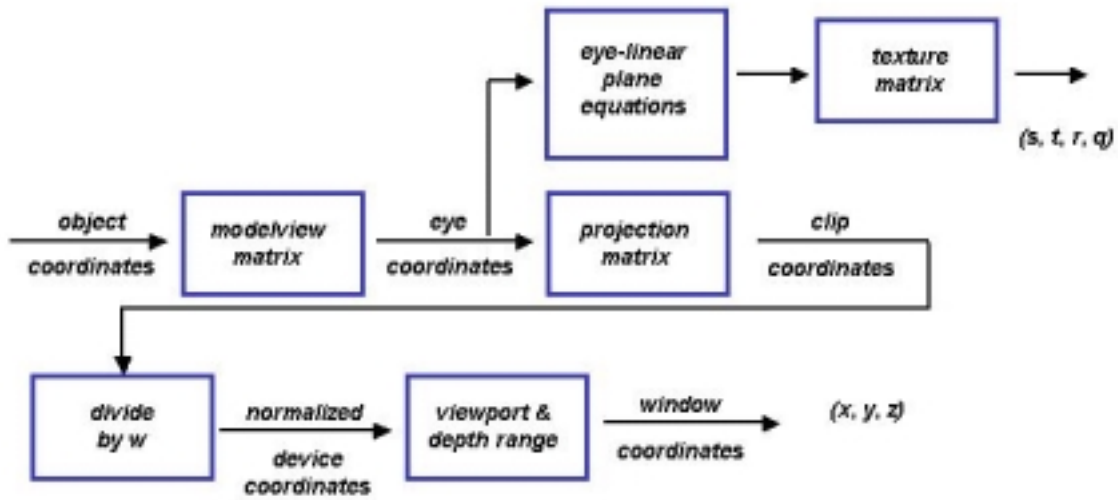 eye-linear
plane
equations
texture
matrix
(s, t, r, q)
object
coordinates
modelview
matrix
eye
coordinates
projection
matrix
clip
coordinates
divide
by w
normalized
device
coordinates
viewport &
depth range
window
coordinates
(x, y, z)